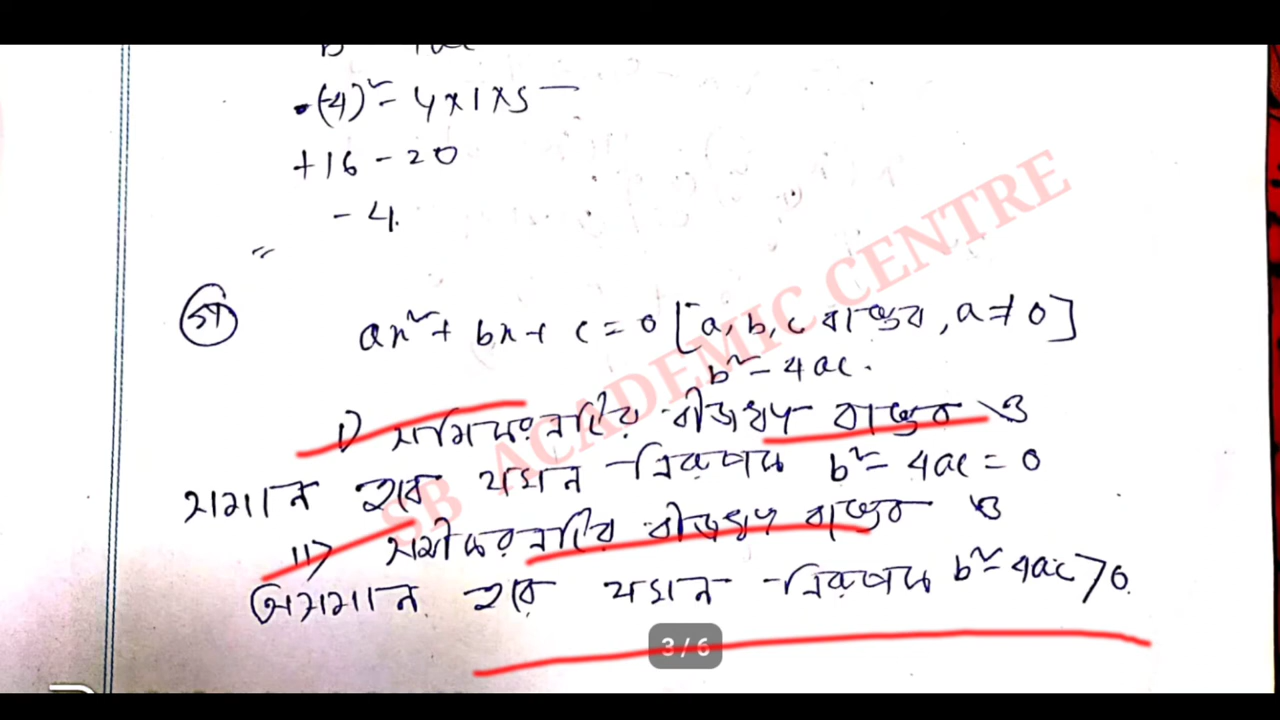 (-4)² - 4×1×5
+16 - 20
- 4.
গ
ax² + bx + c = 0 [a, b, c বাস্তব, a ≠ 0]
b² - 4ac.
i) সমীকরণটির বীজদ্বয় বাস্তব ও
সমান হবে যখন নিরূপক b² - 4ac = 0
ii) সমীকরণটির বীজদ্বয় বাস্তব ও
অসমান হবে যখন নিরূপক b² - 4ac > 0.
SB ACADEMIC CENTRE
3 / 6